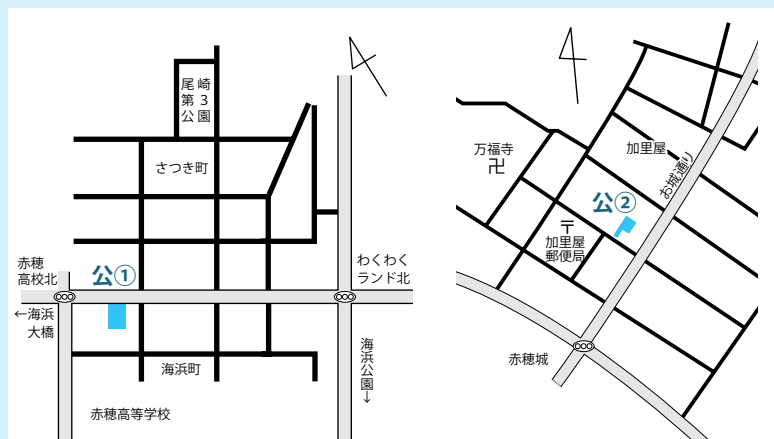 尾崎
第3
公園
さつき町
公①
赤穂
高校北
わくわく
ランド北
←海浜
大橋
海浜町
海浜公園→
赤穂高等学校
加里屋
お城通り
万福寺
卍
公②
〒
加里屋
郵便局
赤穂城